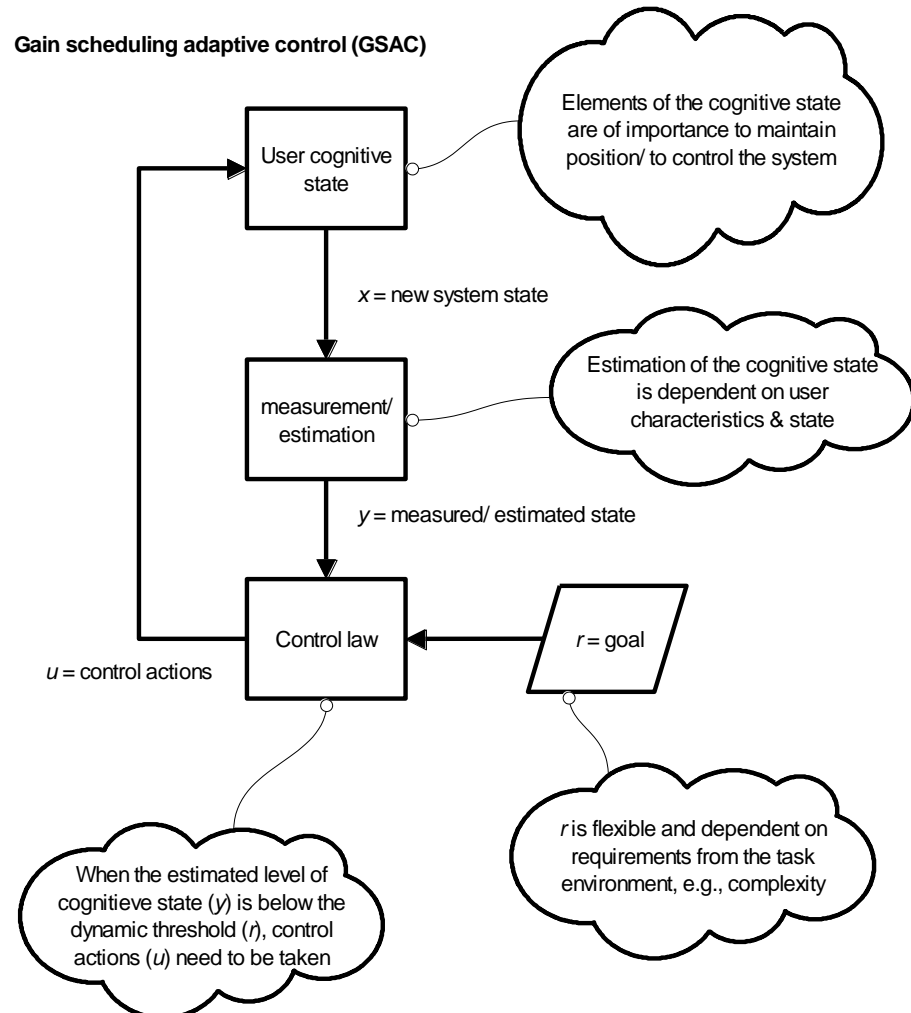 Gain scheduling adaptive control (GSAC)
Elements of the cognitive state
are of importance to maintain
position/ to control the system
User cognitive
state
x = new system state
Estimation of the cognitive state
is dependent on user
characteristics & state
measurement/
estimation
y = measured/ estimated state
Control law
r = goal
u = control actions
r is flexible and dependent on
requirements from the task
environment, e.g., complexity
When the estimated level of
cognitieve state (y) is below the
dynamic threshold (r), control
actions (u) need to be taken